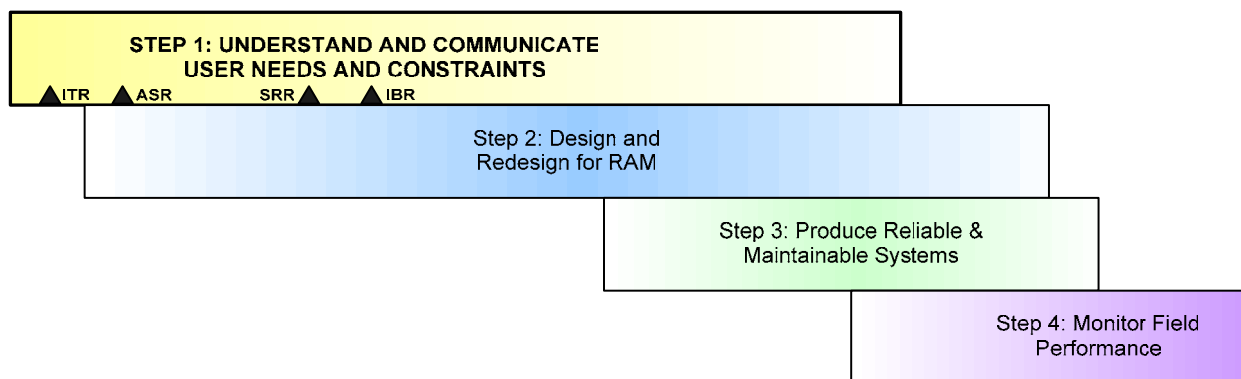 STEP 1: UNDERSTAND AND COMMUNICATE
USER NEEDS AND CONSTRAINTS
ITR ASR SRR IBR
Step 2: Design and
Redesign for RAM
Step 3: Produce Reliable &
Maintainable Systems
Step 4: Monitor Field
Performance